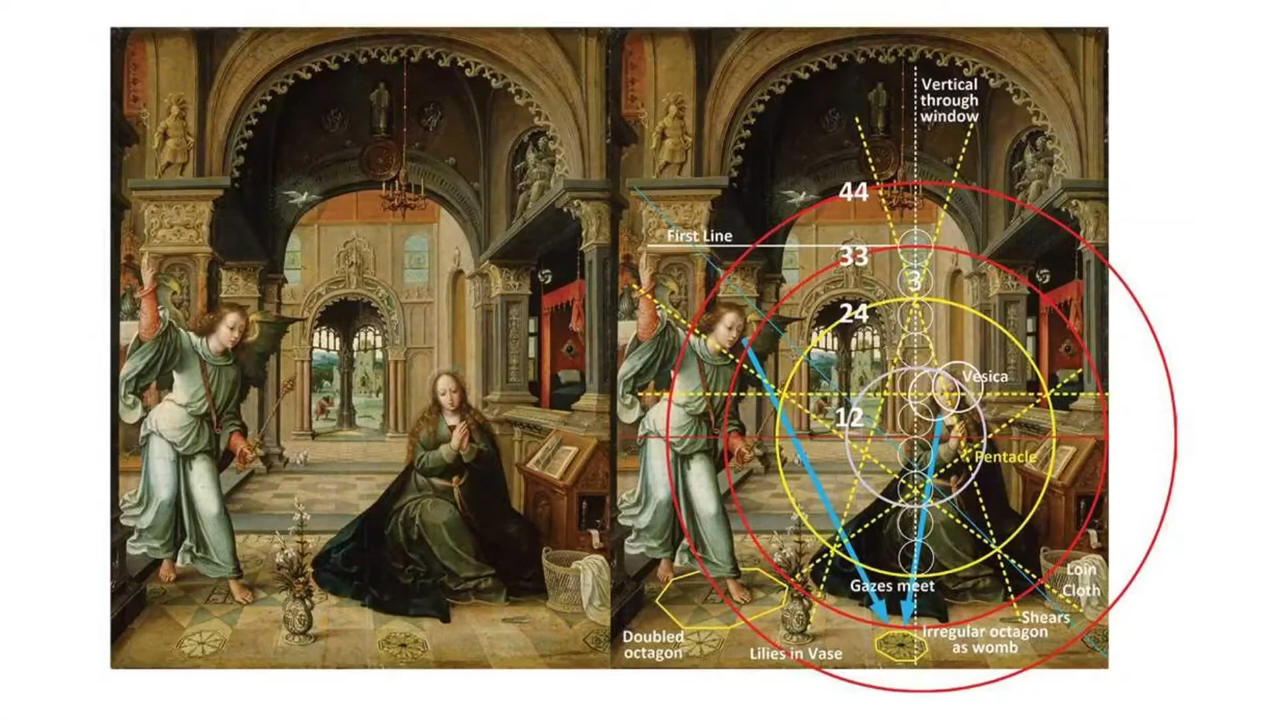 Vertical
through
window
44
First Line
33
3
24
Vesica
12
Pentacle
Gazes meet
Loin
Cloth
Shears
Doubled
octagon
Lilies in Vase
Irregular octagon
as womb